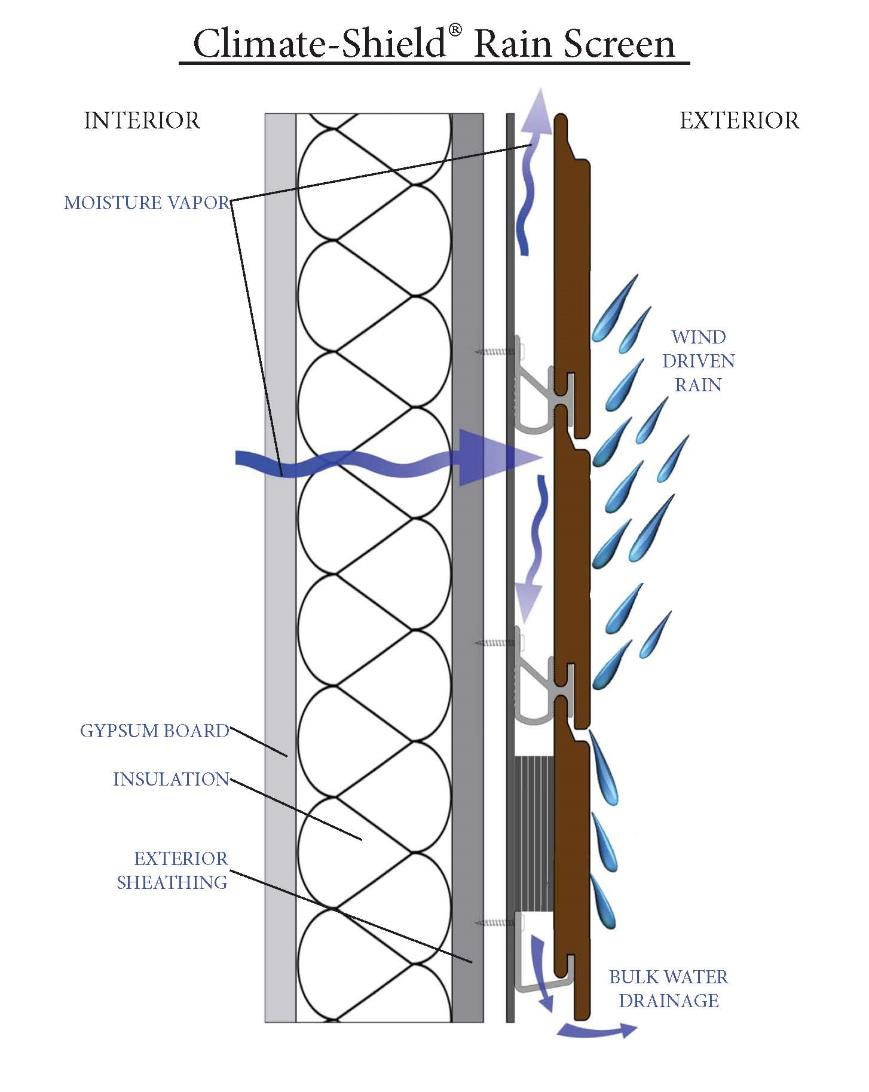 Climate-Shield® Rain Screen
INTERIOR
EXTERIOR
MOISTURE VAPOR
WIND
DRIVEN
RAIN
GYPSUM BOARD
INSULATION
EXTERIOR
SHEATHING
BULK WATER
DRAINAGE